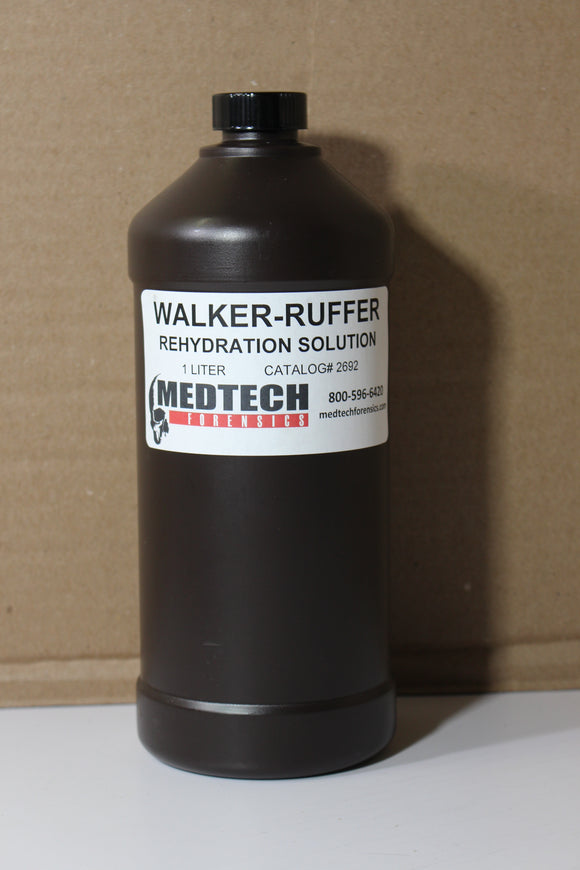 WALKER-RUFFER
REHYDRATION SOLUTION
1 LITER CATALOG# 2692
MEDTECH
FORENSICS
800-596-6420
medtechforensics.com